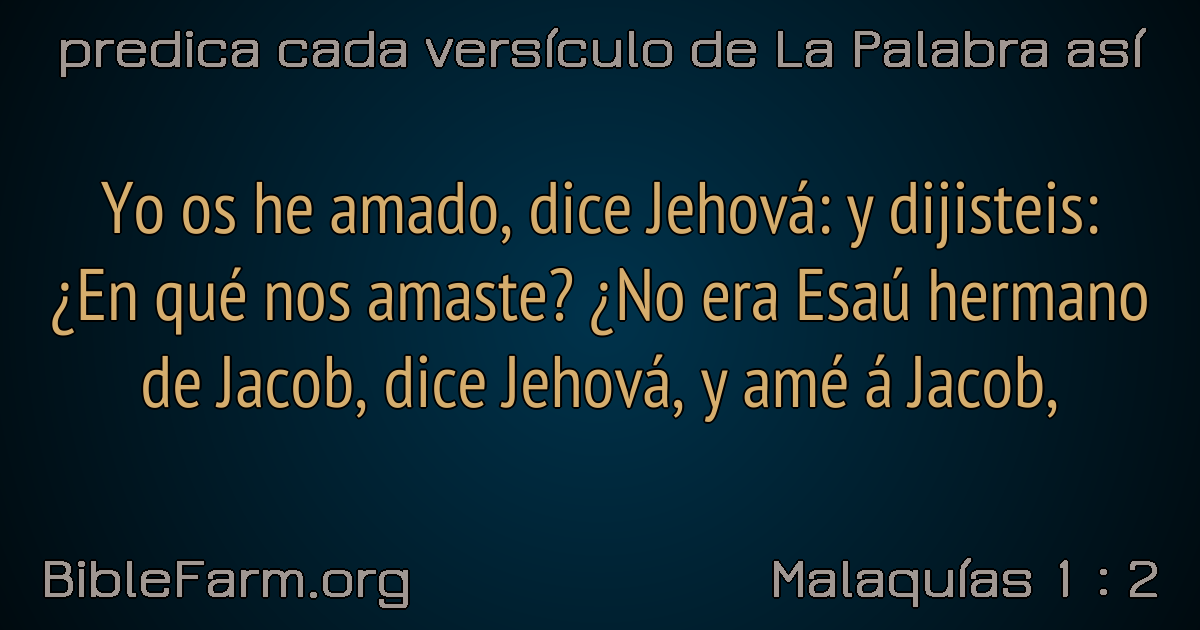 predica cada versículo de La Palabra así
Yo os he amado, dice Jehová: y dijisteis:
¿En qué nos amaste? ¿No era Esaú hermano
de Jacob, dice Jehová, y amé á Jacob,
BibleFarm.org
Malaquías 1 : 2